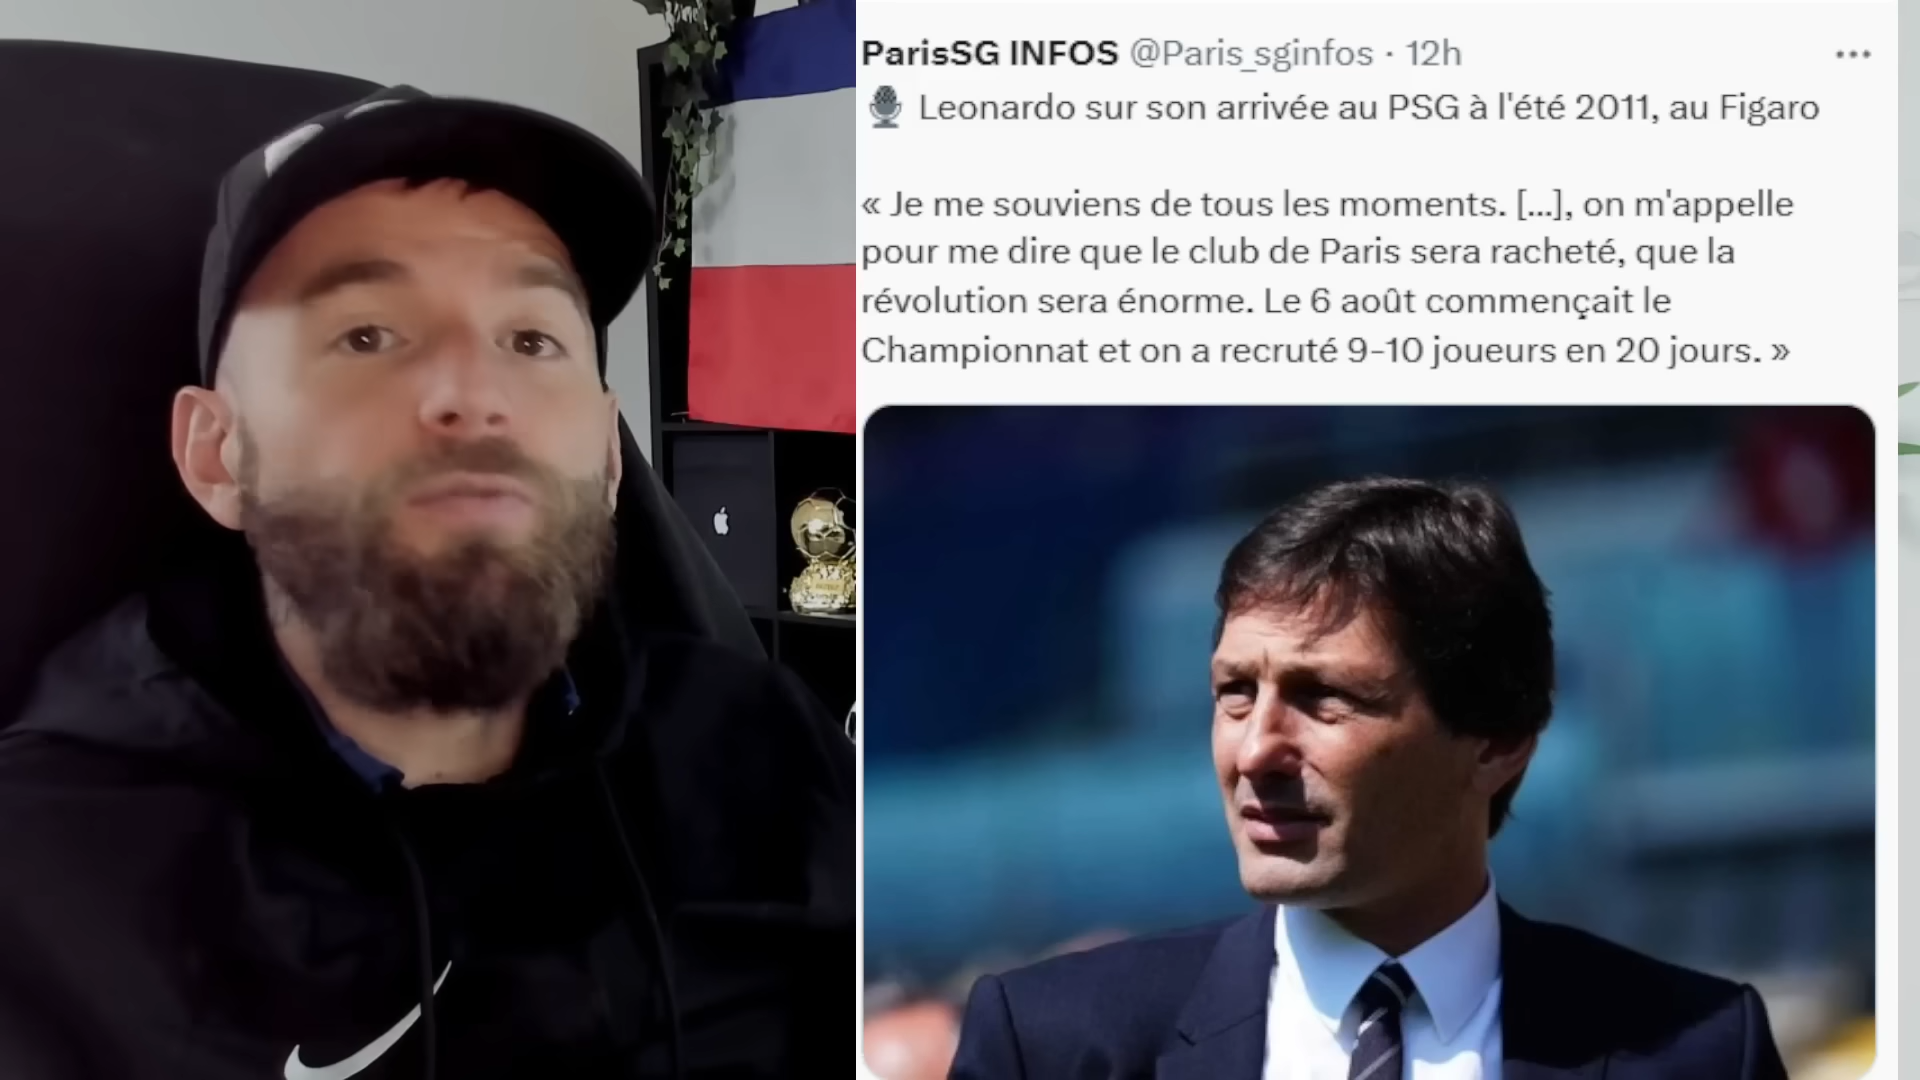 ParisSG INFOS @Paris_sginfos · 12h
Leonardo sur son arrivée au PSG à l'été 2011, au Figaro
« Je me souviens de tous les moments. [...], on m'appelle
pour me dire que le club de Paris sera racheté, que la
révolution sera énorme. Le 6 août commençait le
Championnat et on a recruté 9-10 joueurs en 20 jours. »